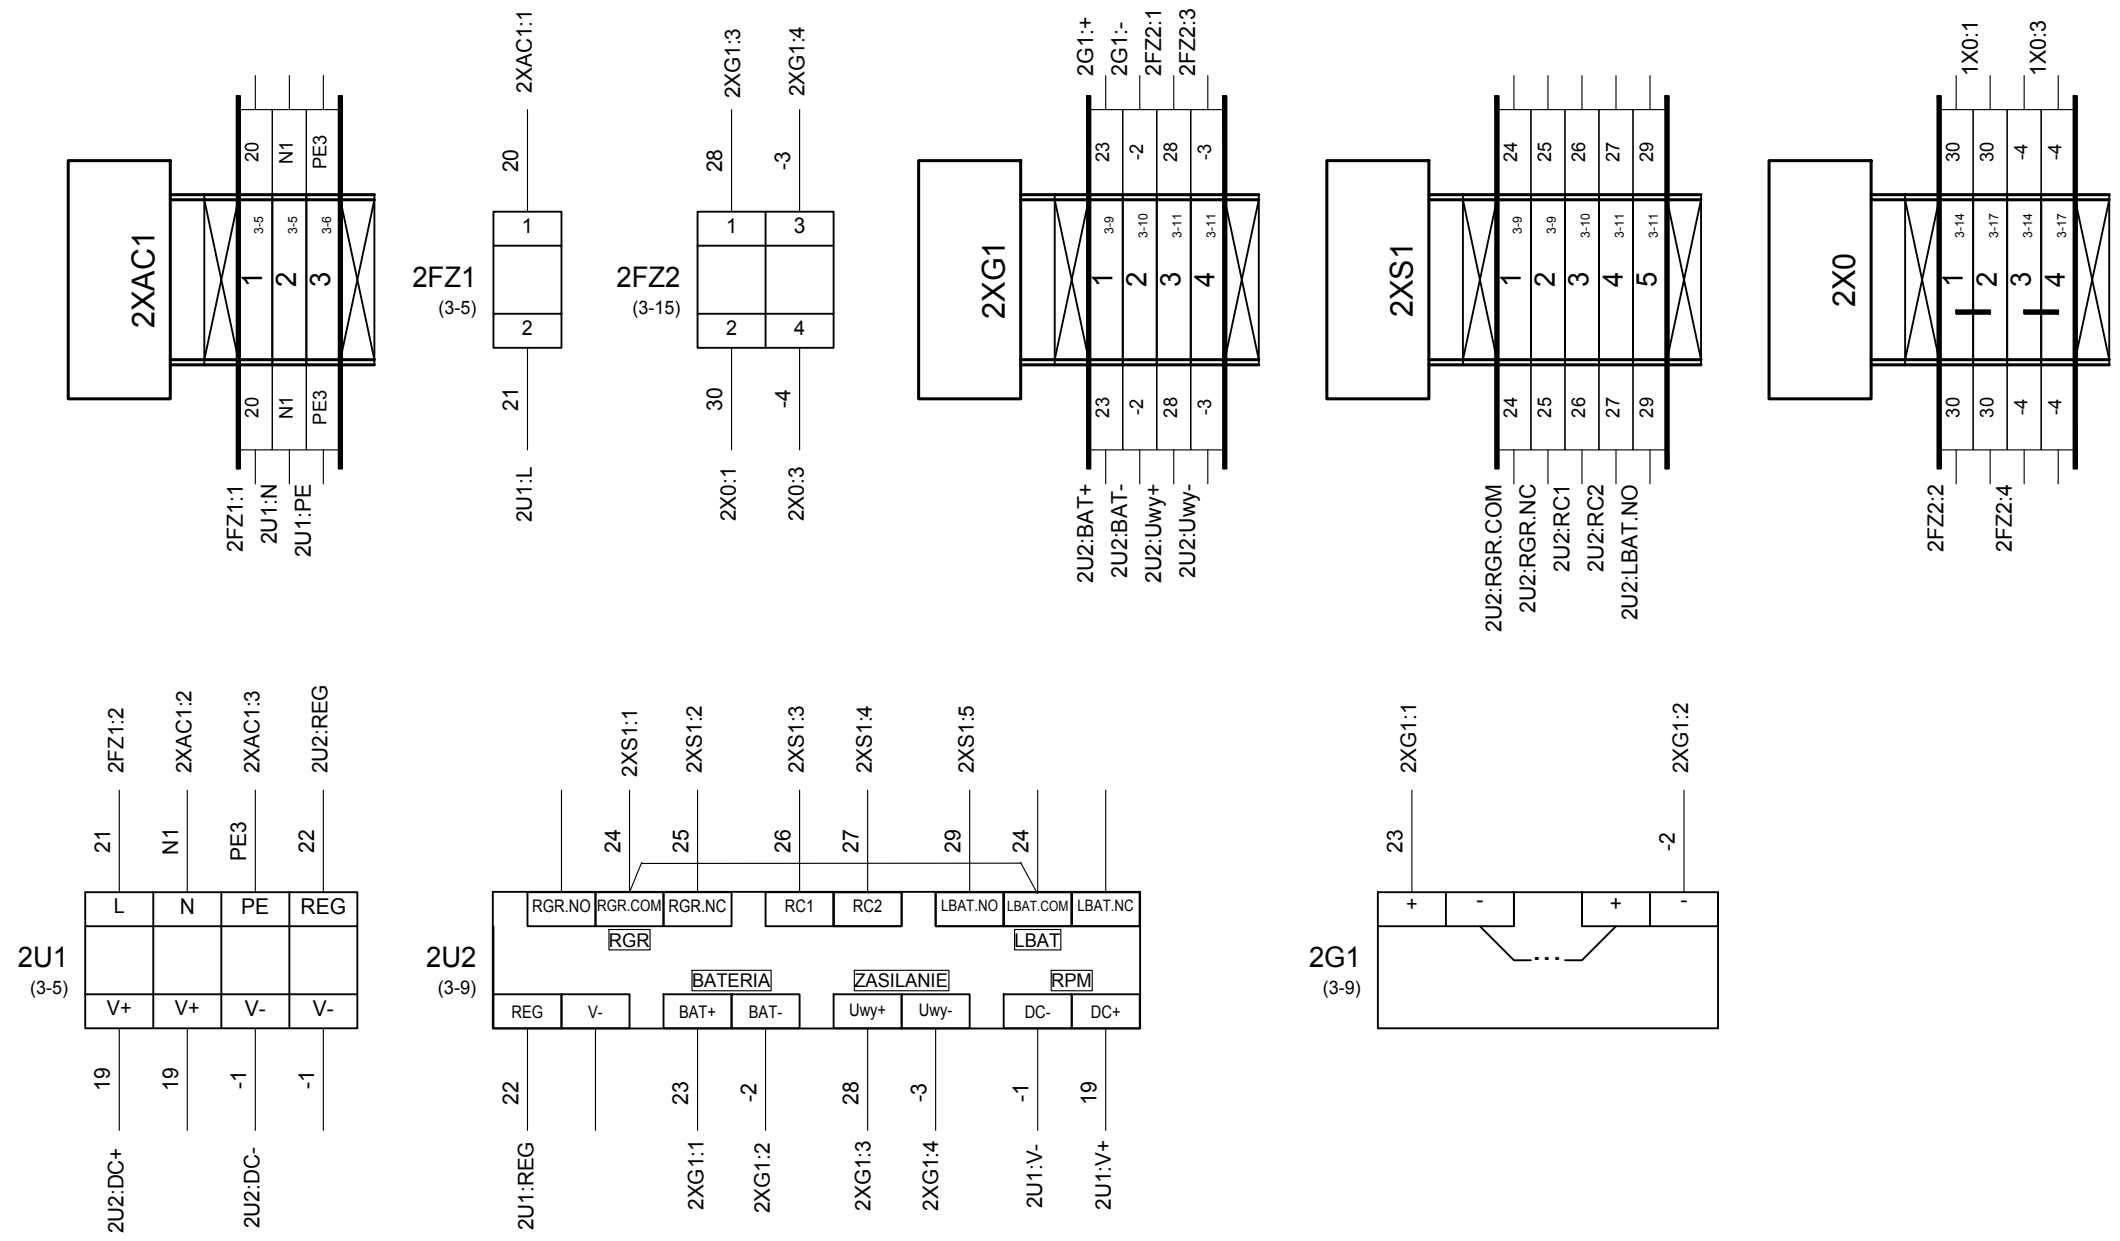 2XAC1
20
N1
PE3
3-5
3-5
3-6
1
2
3
20
N1
PE3
2FZ1:1
2U1:N
2U1:PE
2XAC1:1
20
1
2FZ1
(3-5)
2
21
2U1:L
2XG1:3
2XG1:4
28
-3
1
3
2FZ2
(3-15)
2
4
30
-4
2X0:1
2X0:3
2G1:+
2G1:-
2FZ2:1
2FZ2:3
2XG1
23
-2
28
-3
3-9
3-10
3-11
3-11
1
2
3
4
23
-2
28
-3
2U2:BAT+
2U2:BAT-
2U2:Uwy+
2U2:Uwy-
2XS1
24
25
26
27
29
3-9
3-9
3-10
3-11
3-11
1
2
3
4
5
24
25
26
27
29
2U2:RGR.COM
2U2:RGR.NC
2U2:RC1
2U2:RC2
2U2:LBAT.NO
1X0:1
1X0:3
2X0
30
30
-4
-4
3-14
3-17
3-14
3-17
1
2
3
4
30
30
-4
-4
2FZ2:2
2FZ2:4
2FZ1:2
2XAC1:2
2XAC1:3
2U2:REG
21
N1
PE3
22
L
N
PE
REG
2U1
(3-5)
V+
V+
V-
V-
19
19
-1
-1
2U2:DC+
2U2:DC-
2XS1:1
2XS1:2
2XS1:3
2XS1:4
2XS1:5
24
25
26
27
29
24
RGR.NO
RGR.COM
RGR.NC
RC1
RC2
LBAT.NO
LBAT.COM
LBAT.NC
RGR
LBAT
2U2
(3-9)
BATERIA
ZASILANIE
RPM
REG
V-
BAT+
BAT-
Uwy+
Uwy-
DC-
DC+
22
23
-2
28
-3
-1
19
2U1:REG
2XG1:1
2XG1:2
2XG1:3
2XG1:4
2U1:V-
2U1:V+
2XG1:1
2XG1:2
23
-2
+
-
+
-
...
2G1
(3-9)